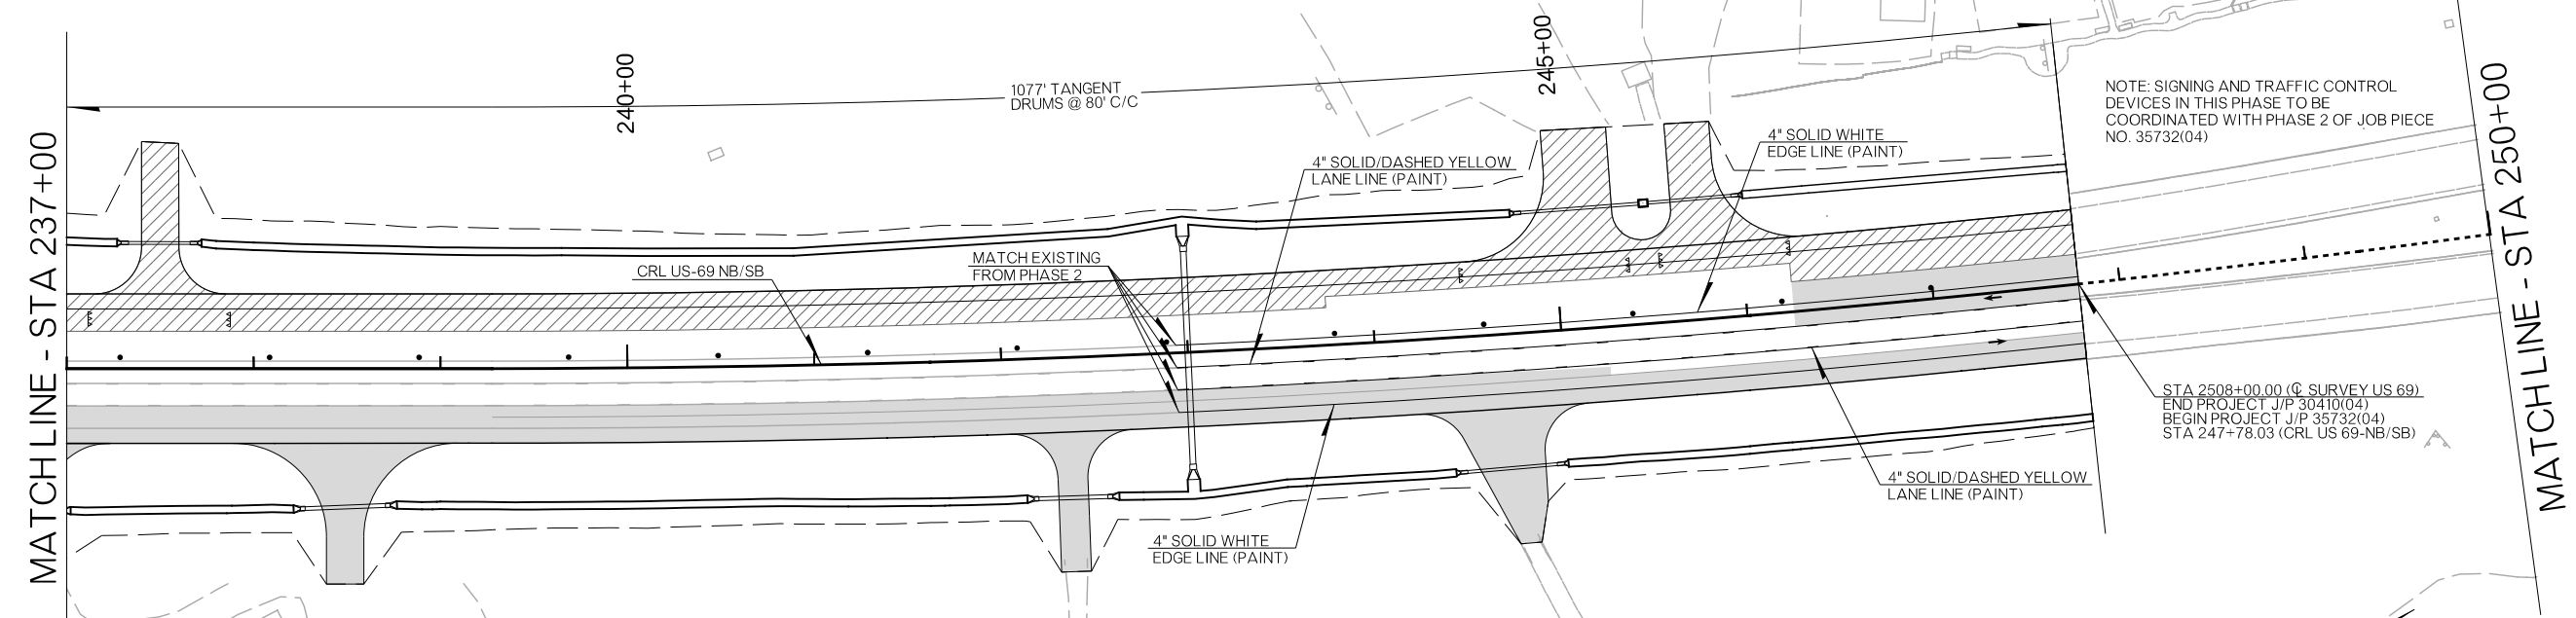 MATCHLINE - STA 237+00
240+00
1077' TANGENT
DRUMS @ 80' C/C
245+00
NOTE: SIGNING AND TRAFFIC CONTROL
DEVICES IN THIS PHASE TO BE
COORDINATED WITH PHASE 2 OF JOB PIECE
NO. 35732(04)
MATCHLINE - STA 250+00
4" SOLID WHITE
EDGE LINE (PAINT)
4" SOLID/DASHED YELLOW
LANE LINE (PAINT)
MATCH EXISTING
FROM PHASE 2
CRL US-69 NB/SB
STA 2508+00.00 (℄ SURVEY US 69)
END PROJECT J/P 30410(04)
BEGIN PROJECT J/P 35732(04)
STA 247+78.03 (CRL US 69-NB/SB)
4" SOLID/DASHED YELLOW
LANE LINE (PAINT)
4" SOLID WHITE
EDGE LINE (PAINT)